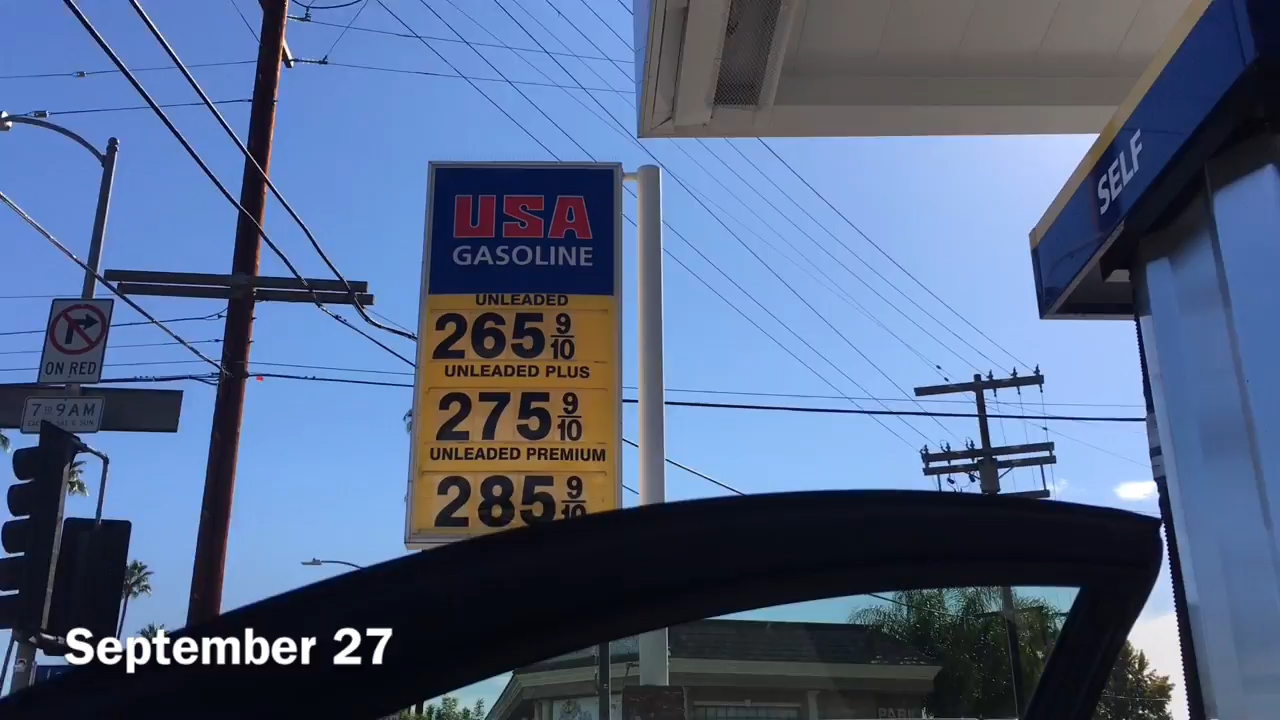 USA
GASOLINE
UNLEADED
265 9/10
UNLEADED PLUS
275 9/10
UNLEADED PREMIUM
285 9/10
SELF
ON RED
7 TO 9AM
September 27